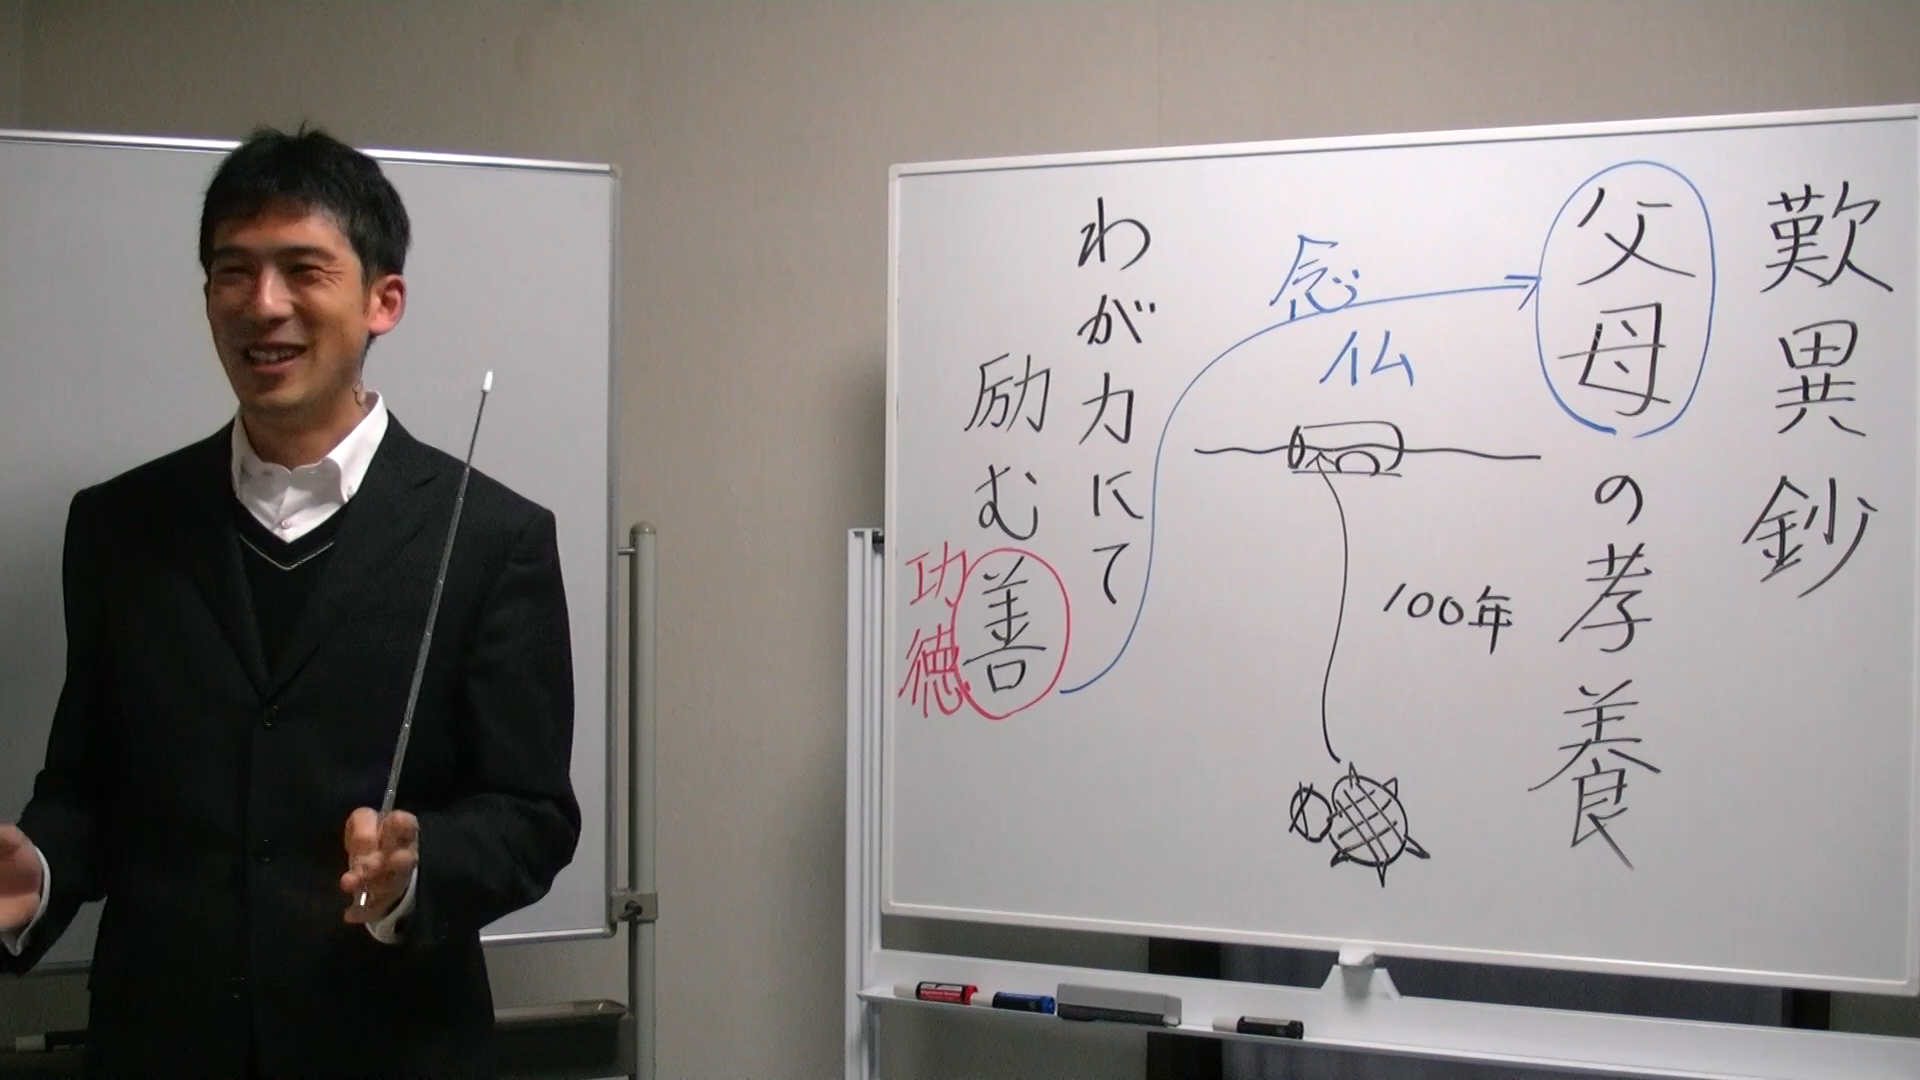 歎異鈔
父母の孝養
100年
念仏
わが力にて
励む善
功徳